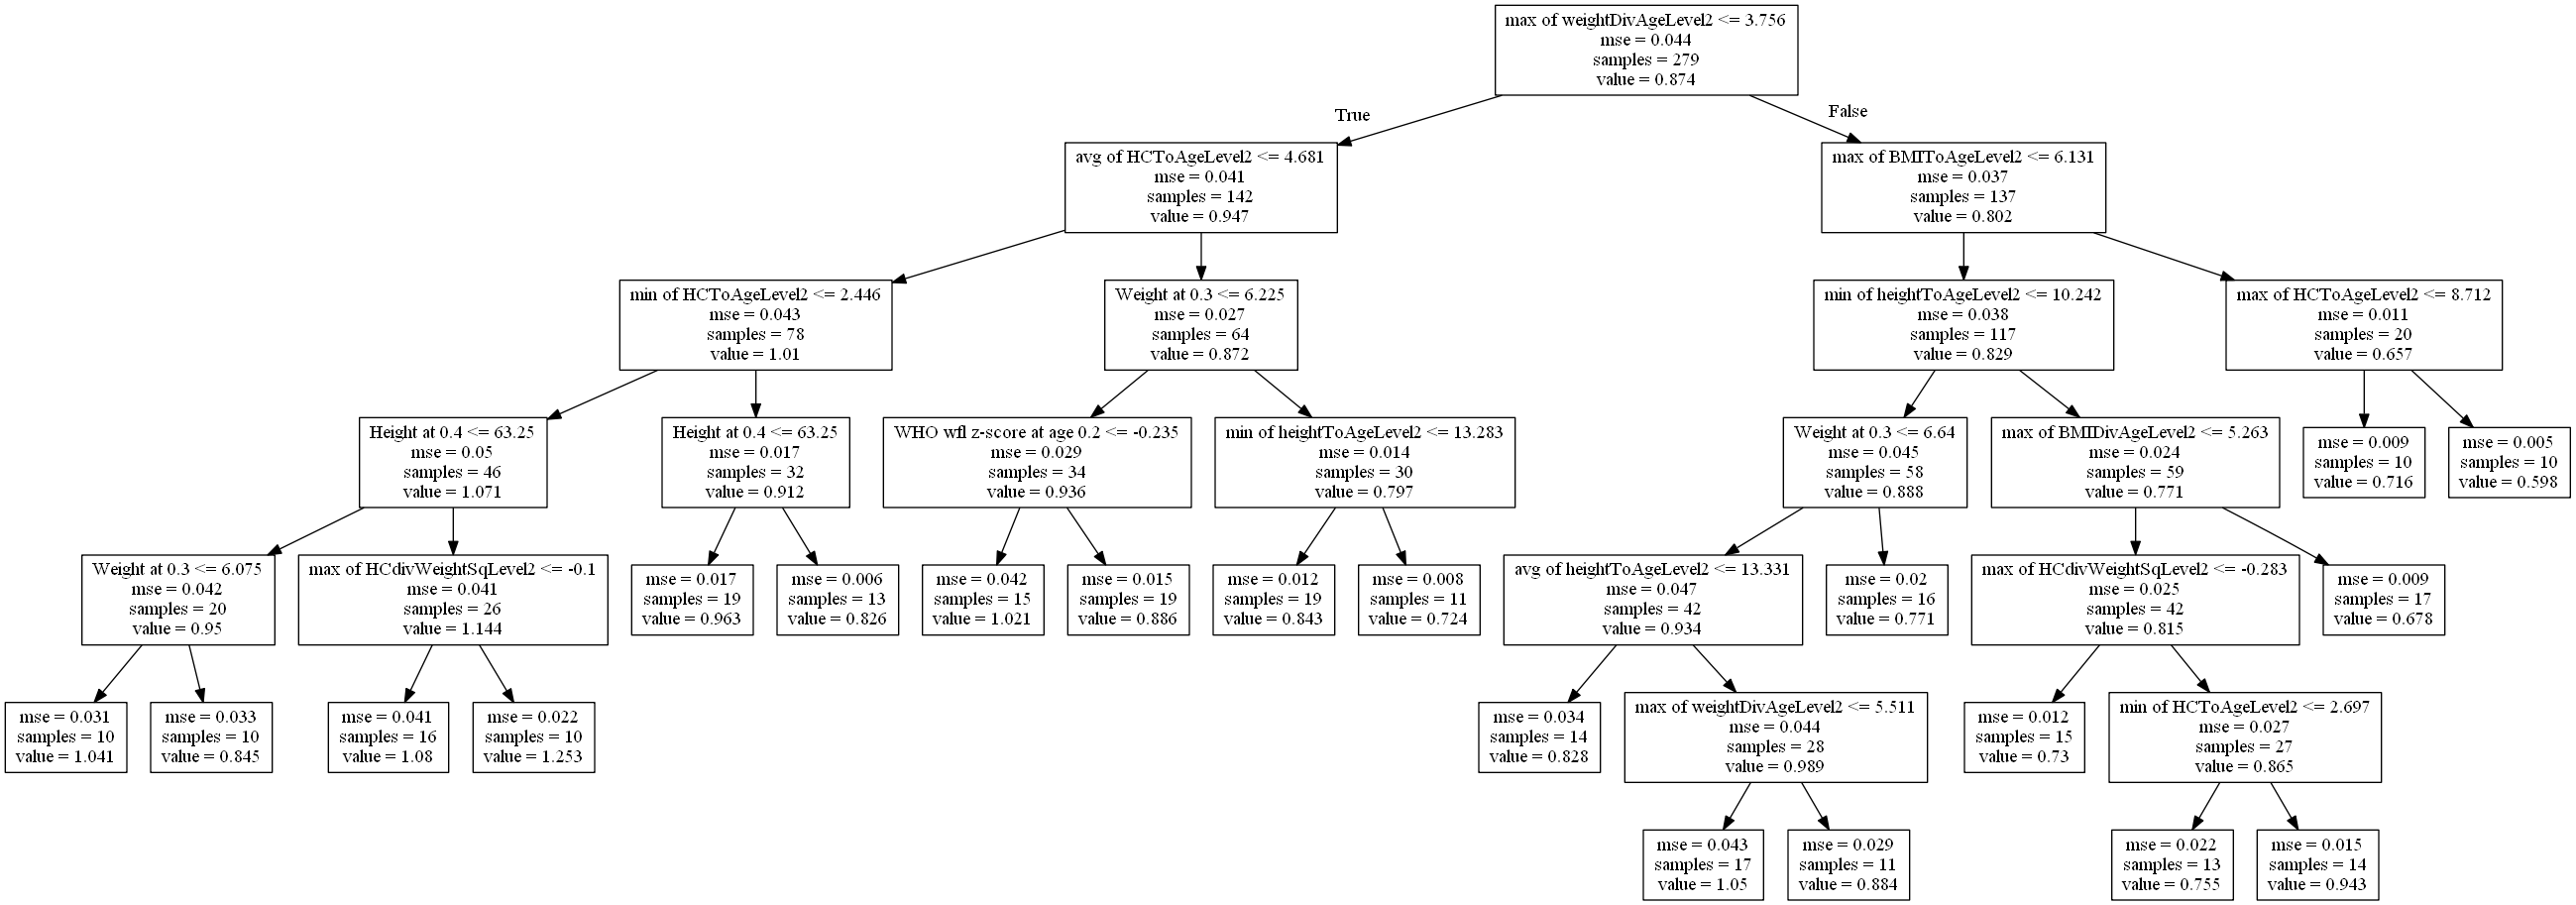 max of weightDivAgeLevel2 <= 3.756
mse = 0.044
samples = 279
value = 0.874
True
False
avg of HCToAgeLevel2 <= 4.681
mse = 0.041
samples = 142
value = 0.947
max of BMIToAgeLevel2 <= 6.131
mse = 0.037
samples = 137
value = 0.802
min of HCToAgeLevel2 <= 2.446
mse = 0.043
samples = 78
value = 1.01
Weight at 0.3 <= 6.225
mse = 0.027
samples = 64
value = 0.872
min of heightToAgeLevel2 <= 10.242
mse = 0.038
samples = 117
value = 0.829
max of HCToAgeLevel2 <= 8.712
mse = 0.011
samples = 20
value = 0.657
Height at 0.4 <= 63.25
mse = 0.05
samples = 46
value = 1.071
Height at 0.4 <= 63.25
mse = 0.017
samples = 32
value = 0.912
WHO wfl z-score at age 0.2 <= -0.235
mse = 0.029
samples = 34
value = 0.936
min of heightToAgeLevel2 <= 13.283
mse = 0.014
samples = 30
value = 0.797
Weight at 0.3 <= 6.64
mse = 0.045
samples = 58
value = 0.888
max of BMIDivAgeLevel2 <= 5.263
mse = 0.024
samples = 59
value = 0.771
mse = 0.009
samples = 10
value = 0.716
mse = 0.005
samples = 10
value = 0.598
Weight at 0.3 <= 6.075
mse = 0.042
samples = 20
value = 0.95
max of HCdivWeightSqLevel2 <= -0.1
mse = 0.041
samples = 26
value = 1.144
mse = 0.017
samples = 19
value = 0.963
mse = 0.006
samples = 13
value = 0.826
mse = 0.042
samples = 15
value = 1.021
mse = 0.015
samples = 19
value = 0.886
mse = 0.012
samples = 19
value = 0.843
mse = 0.008
samples = 11
value = 0.724
avg of heightToAgeLevel2 <= 13.331
mse = 0.047
samples = 42
value = 0.934
mse = 0.02
samples = 16
value = 0.771
max of HCdivWeightSqLevel2 <= -0.283
mse = 0.025
samples = 42
value = 0.815
mse = 0.009
samples = 17
value = 0.678
mse = 0.031
samples = 10
value = 1.041
mse = 0.033
samples = 10
value = 0.845
mse = 0.041
samples = 16
value = 1.08
mse = 0.022
samples = 10
value = 1.253
mse = 0.034
samples = 14
value = 0.828
max of weightDivAgeLevel2 <= 5.511
mse = 0.044
samples = 28
value = 0.989
mse = 0.012
samples = 15
value = 0.73
min of HCToAgeLevel2 <= 2.697
mse = 0.027
samples = 27
value = 0.865
mse = 0.043
samples = 17
value = 1.05
mse = 0.029
samples = 11
value = 0.884
mse = 0.022
samples = 13
value = 0.755
mse = 0.015
samples = 14
value = 0.943